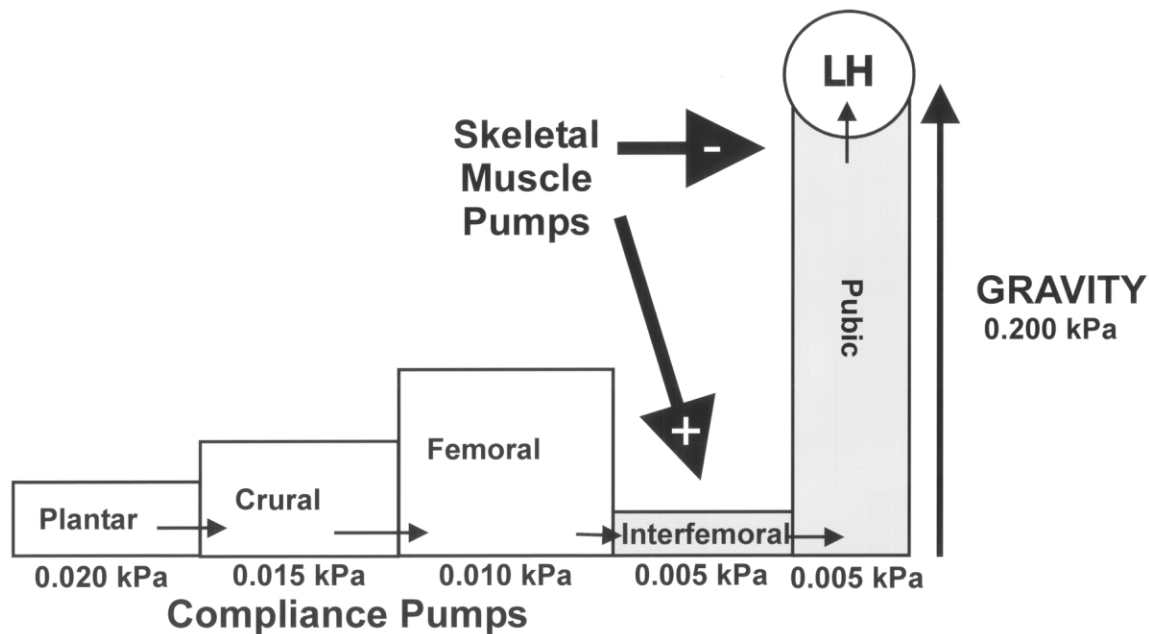 LH
Skeletal
Muscle
Pumps
-
+
GRAVITY
0.200 kPa
Pubic
Plantar
Crural
Femoral
Interfemoral
0.020 kPa
0.015 kPa
0.010 kPa
0.005 kPa
0.005 kPa
Compliance Pumps